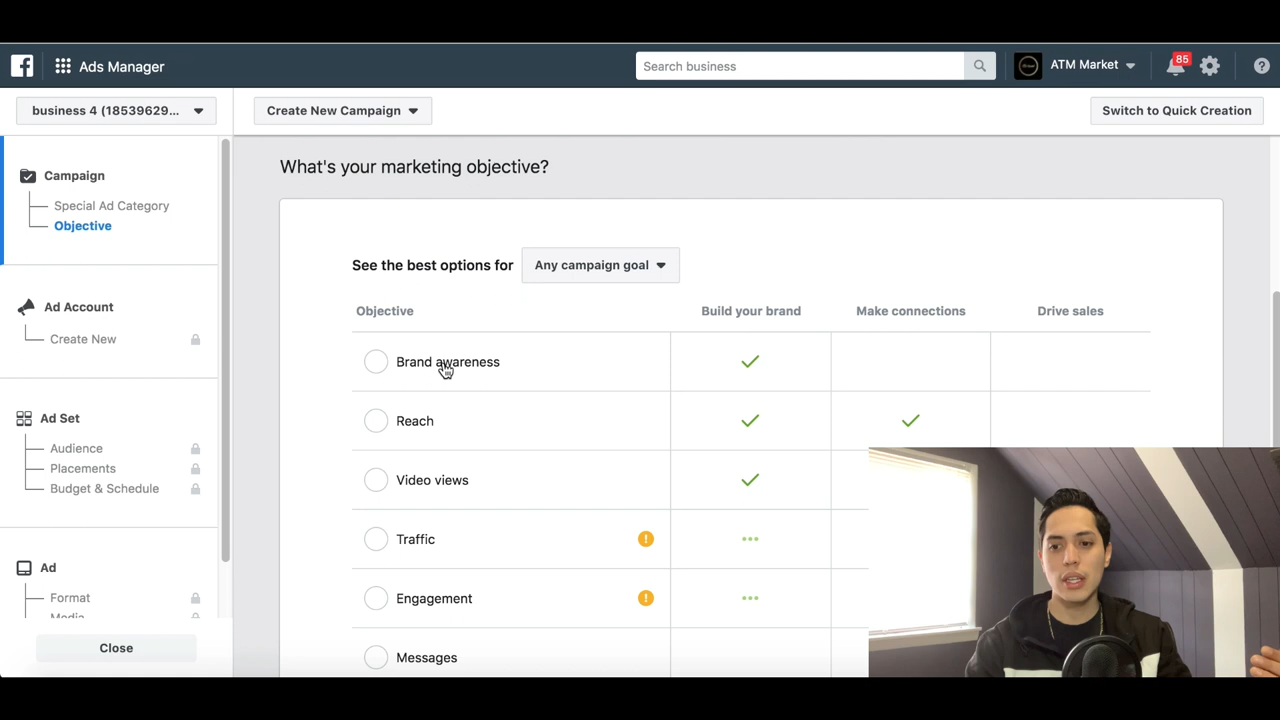 Ads Manager
Search business
ATM Market
85
business 4 (18539629...
Create New Campaign
Switch to Quick Creation
Campaign
Special Ad Category
Objective
Ad Account
Create New
Ad Set
Audience
Placements
Budget & Schedule
Ad
Format
Media
Close
What's your marketing objective?
See the best options for
Any campaign goal
Objective
Build your brand
Make connections
Drive sales
Brand awareness
Reach
Video views
Traffic
Engagement
Messages